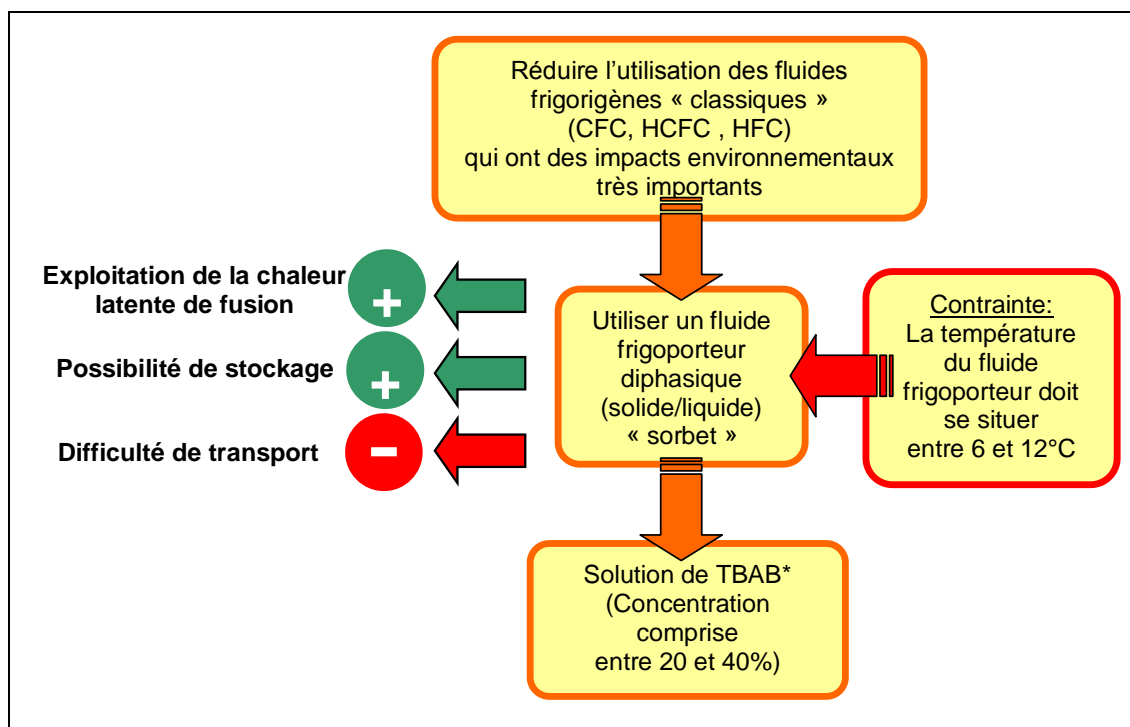 Réduire l’utilisation des fluides
frigorigènes « classiques »
(CFC, HCFC , HFC)
qui ont des impacts environnementaux
très importants
Exploitation de la chaleur
latente de fusion
+
Possibilité de stockage
+
Difficulté de transport
-
Utiliser un fluide
frigoporteur
diphasique
(solide/liquide)
« sorbet »
Contrainte:
La température
du fluide
frigoporteur doit
se situer
entre 6 et 12°C
Solution de TBAB*
(Concentration
comprise
entre 20 et 40%)